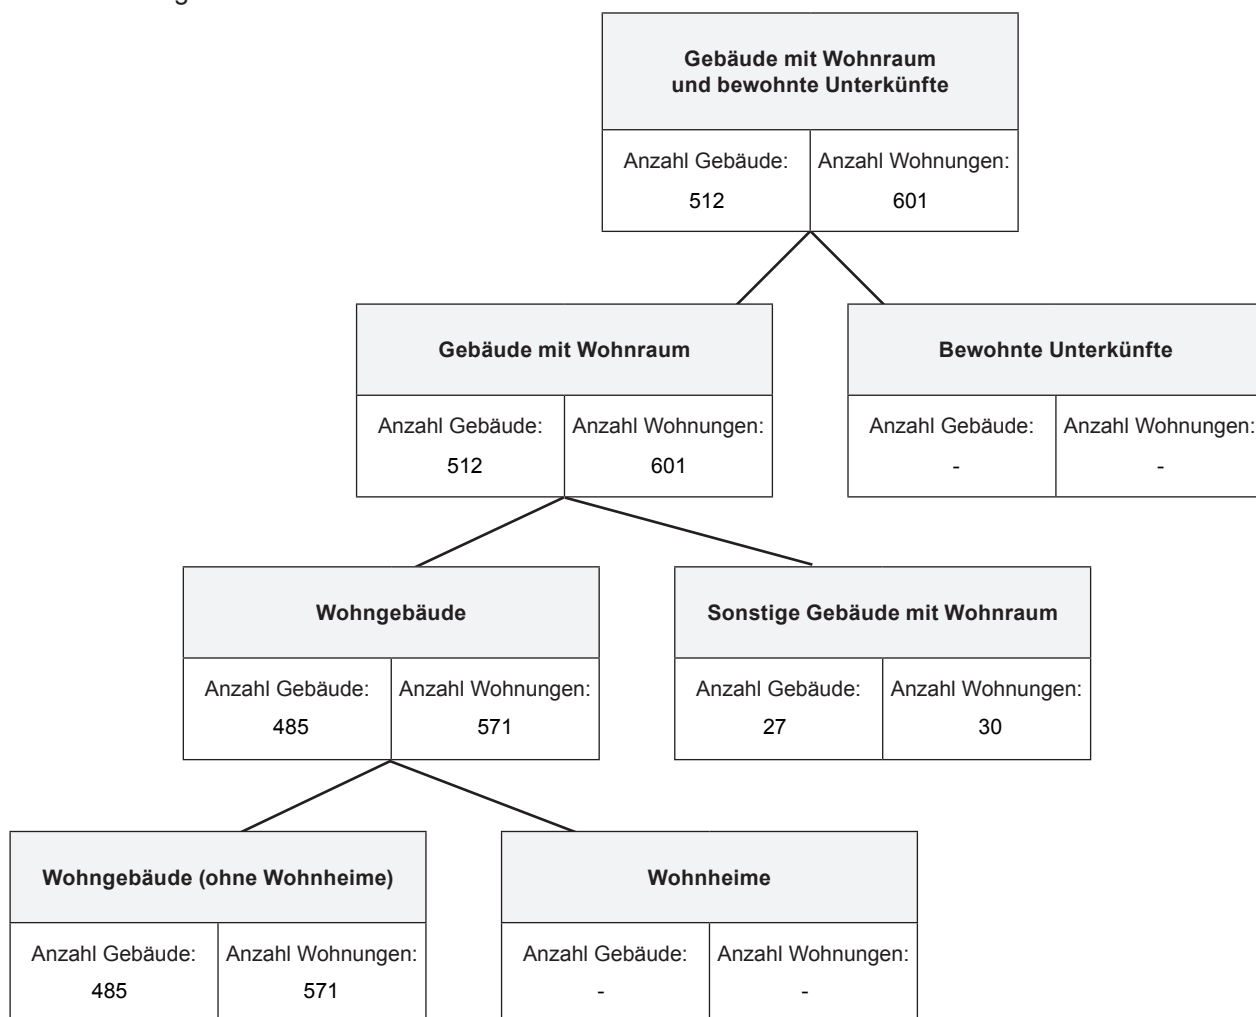 Gebäude mit Wohnraum
und bewohnte Unterkünfte
Anzahl Gebäude: Anzahl Wohnungen:
512 601
Gebäude mit Wohnraum
Anzahl Gebäude: Anzahl Wohnungen:
512 601
Bewohnte Unterkünfte
Anzahl Gebäude: Anzahl Wohnungen:
- -
Wohngebäude
Anzahl Gebäude: Anzahl Wohnungen:
485 571
Sonstige Gebäude mit Wohnraum
Anzahl Gebäude: Anzahl Wohnungen:
27 30
Wohngebäude (ohne Wohnheime)
Anzahl Gebäude: Anzahl Wohnungen:
485 571
Wohnheime
Anzahl Gebäude: Anzahl Wohnungen:
- -